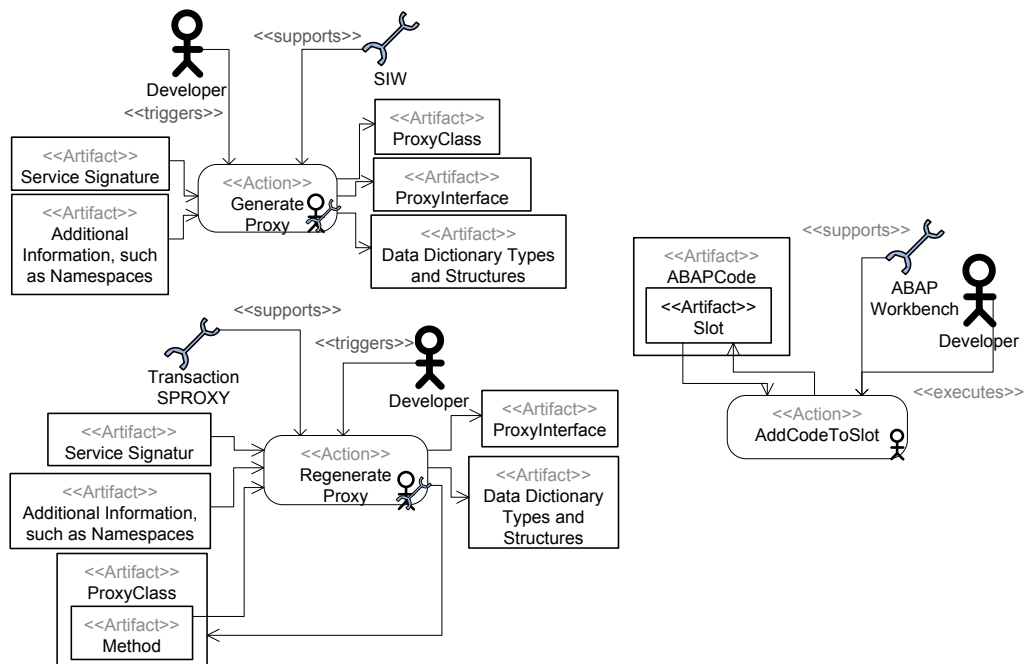 <<supports>>
SIW
Developer
<<triggers>>
<<Artifact>>
ProxyClass
<<Artifact>>
Service Signature
<<Artifact>>
Additional
Information, such
as Namespaces
<<Action>>
Generate
Proxy
<<Artifact>>
ProxyInterface
<<Artifact>>
Data Dictionary Types
and Structures
<<supports>>
Transaction
SPROXY
<<triggers>>
Developer
<<Artifact>>
Service Signatur
<<Artifact>>
Additional Information,
such as Namespaces
<<Action>>
Regenerate
Proxy
<<Artifact>>
ProxyInterface
<<Artifact>>
Data Dictionary
Types and
Structures
<<Artifact>>
ProxyClass
<<Artifact>>
Method
<<Artifact>>
ABAPCode
<<Artifact>>
Slot
<<supports>>
ABAP
Workbench
Developer
<<executes>>
<<Action>>
AddCodeToSlot